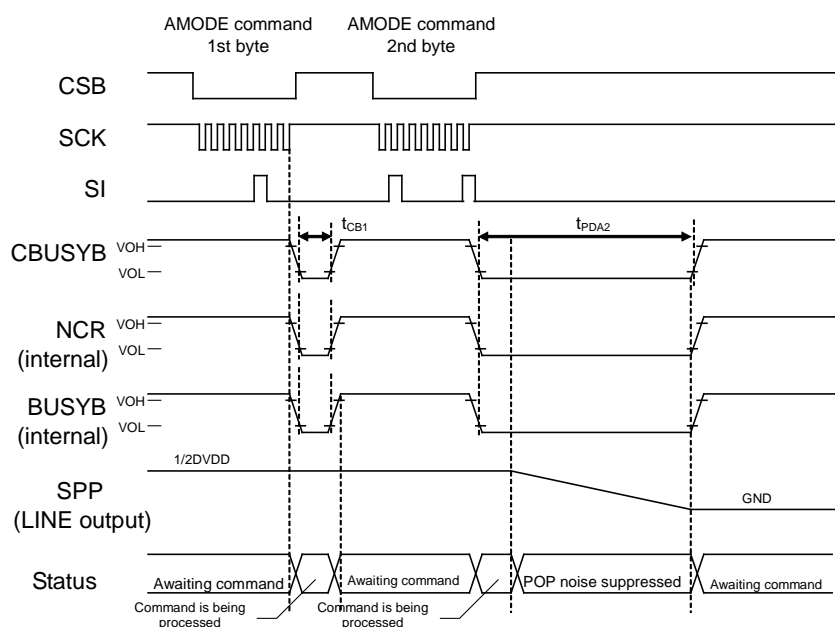 AMODE command
1st byte
AMODE command
2nd byte
CSB
SCK
SI
tCB1
tPDA2
CBUSYB
VOH
VOL
NCR
(internal)
VOH
VOL
BUSYB
(internal)
VOH
VOL
1/2DVDD
SPP
(LINE output)
GND
Status
Awaiting command
Awaiting command
POP noise suppressed
Awaiting command
Command is being
processed
Command is being
processed